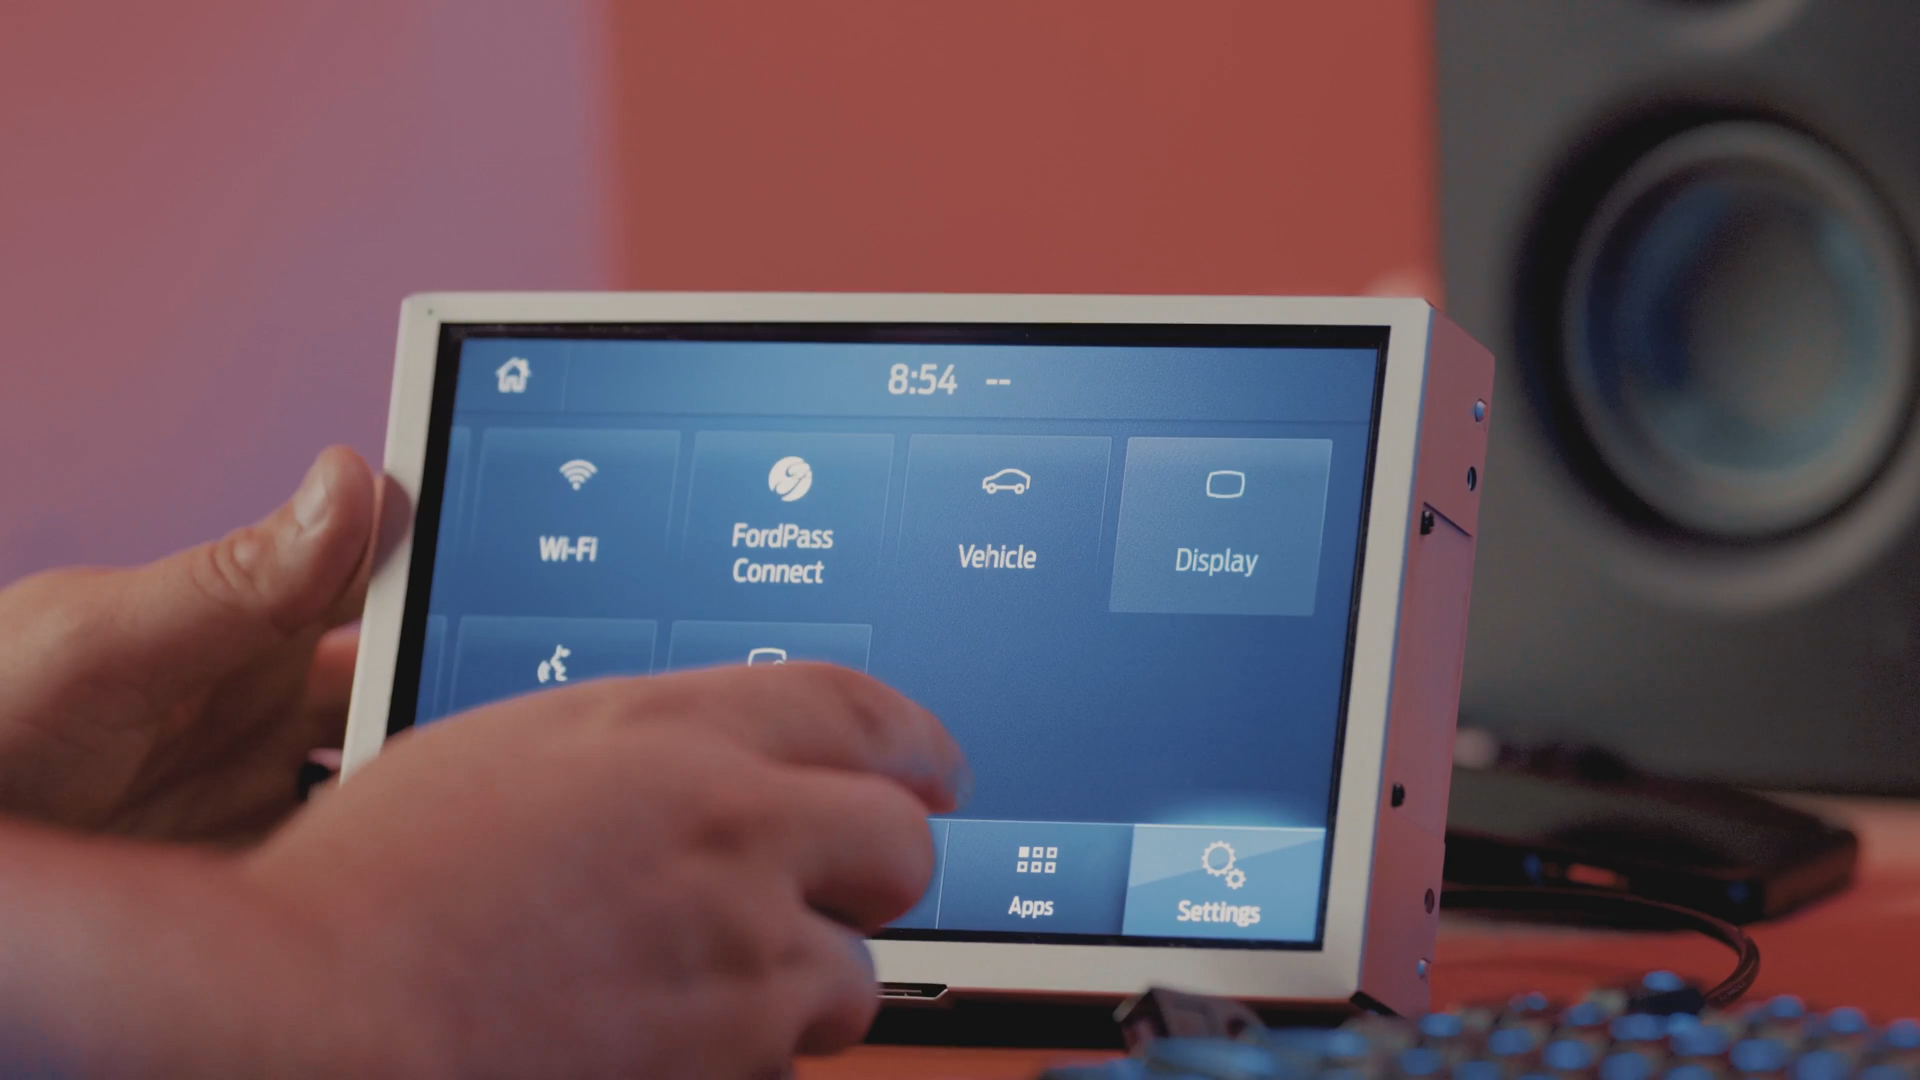 8:54 --
Wi-Fi
FordPass
Connect
Vehicle
Display
Apps
Settings